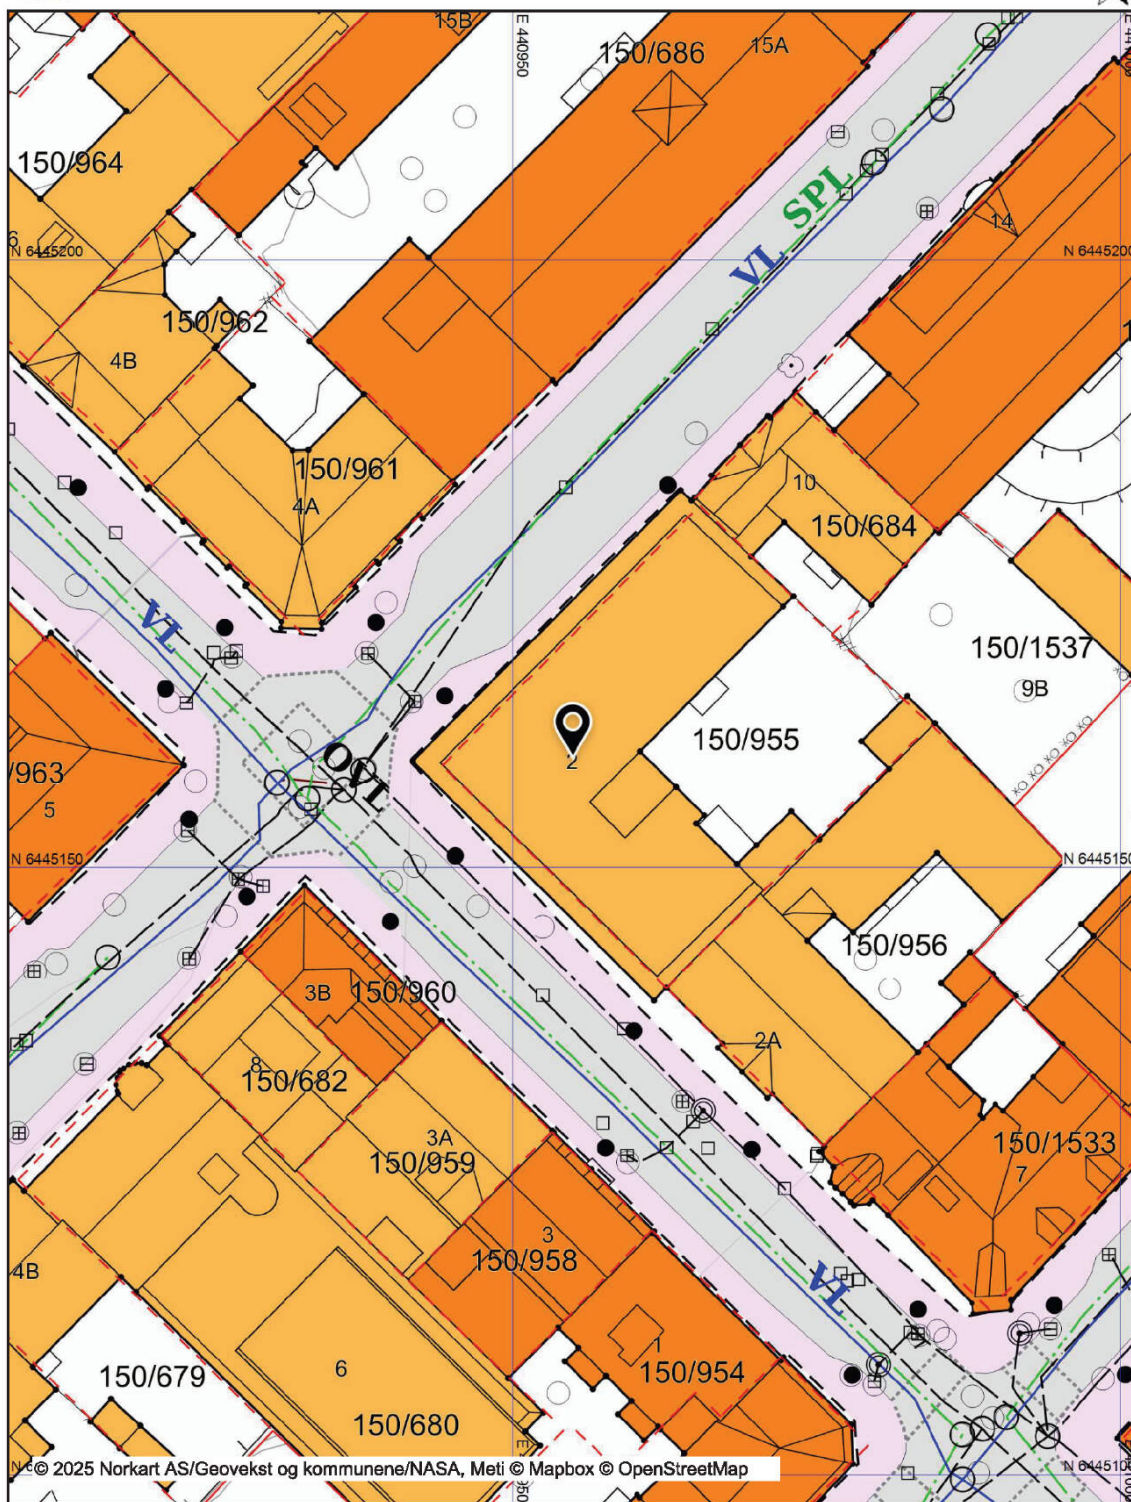 15B
150/686
15A
E 440950
150/964
SPL
14
N 6445200
VL
N 6445200
150/962
4B
150/961
4A
10
150/684
VL
150/1537
9B
150/955
2
OVL
/963
5
N 6445150
N 6445150
150/956
3B
150/960
2A
8
150/682
3A
150/959
150/1533
7
3
150/958
4B
VL
1
150/954
6
150/679
150/680
© 2025 Norkart AS/Geovekst og kommunene/NASA, Meti © Mapbox © OpenStreetMap